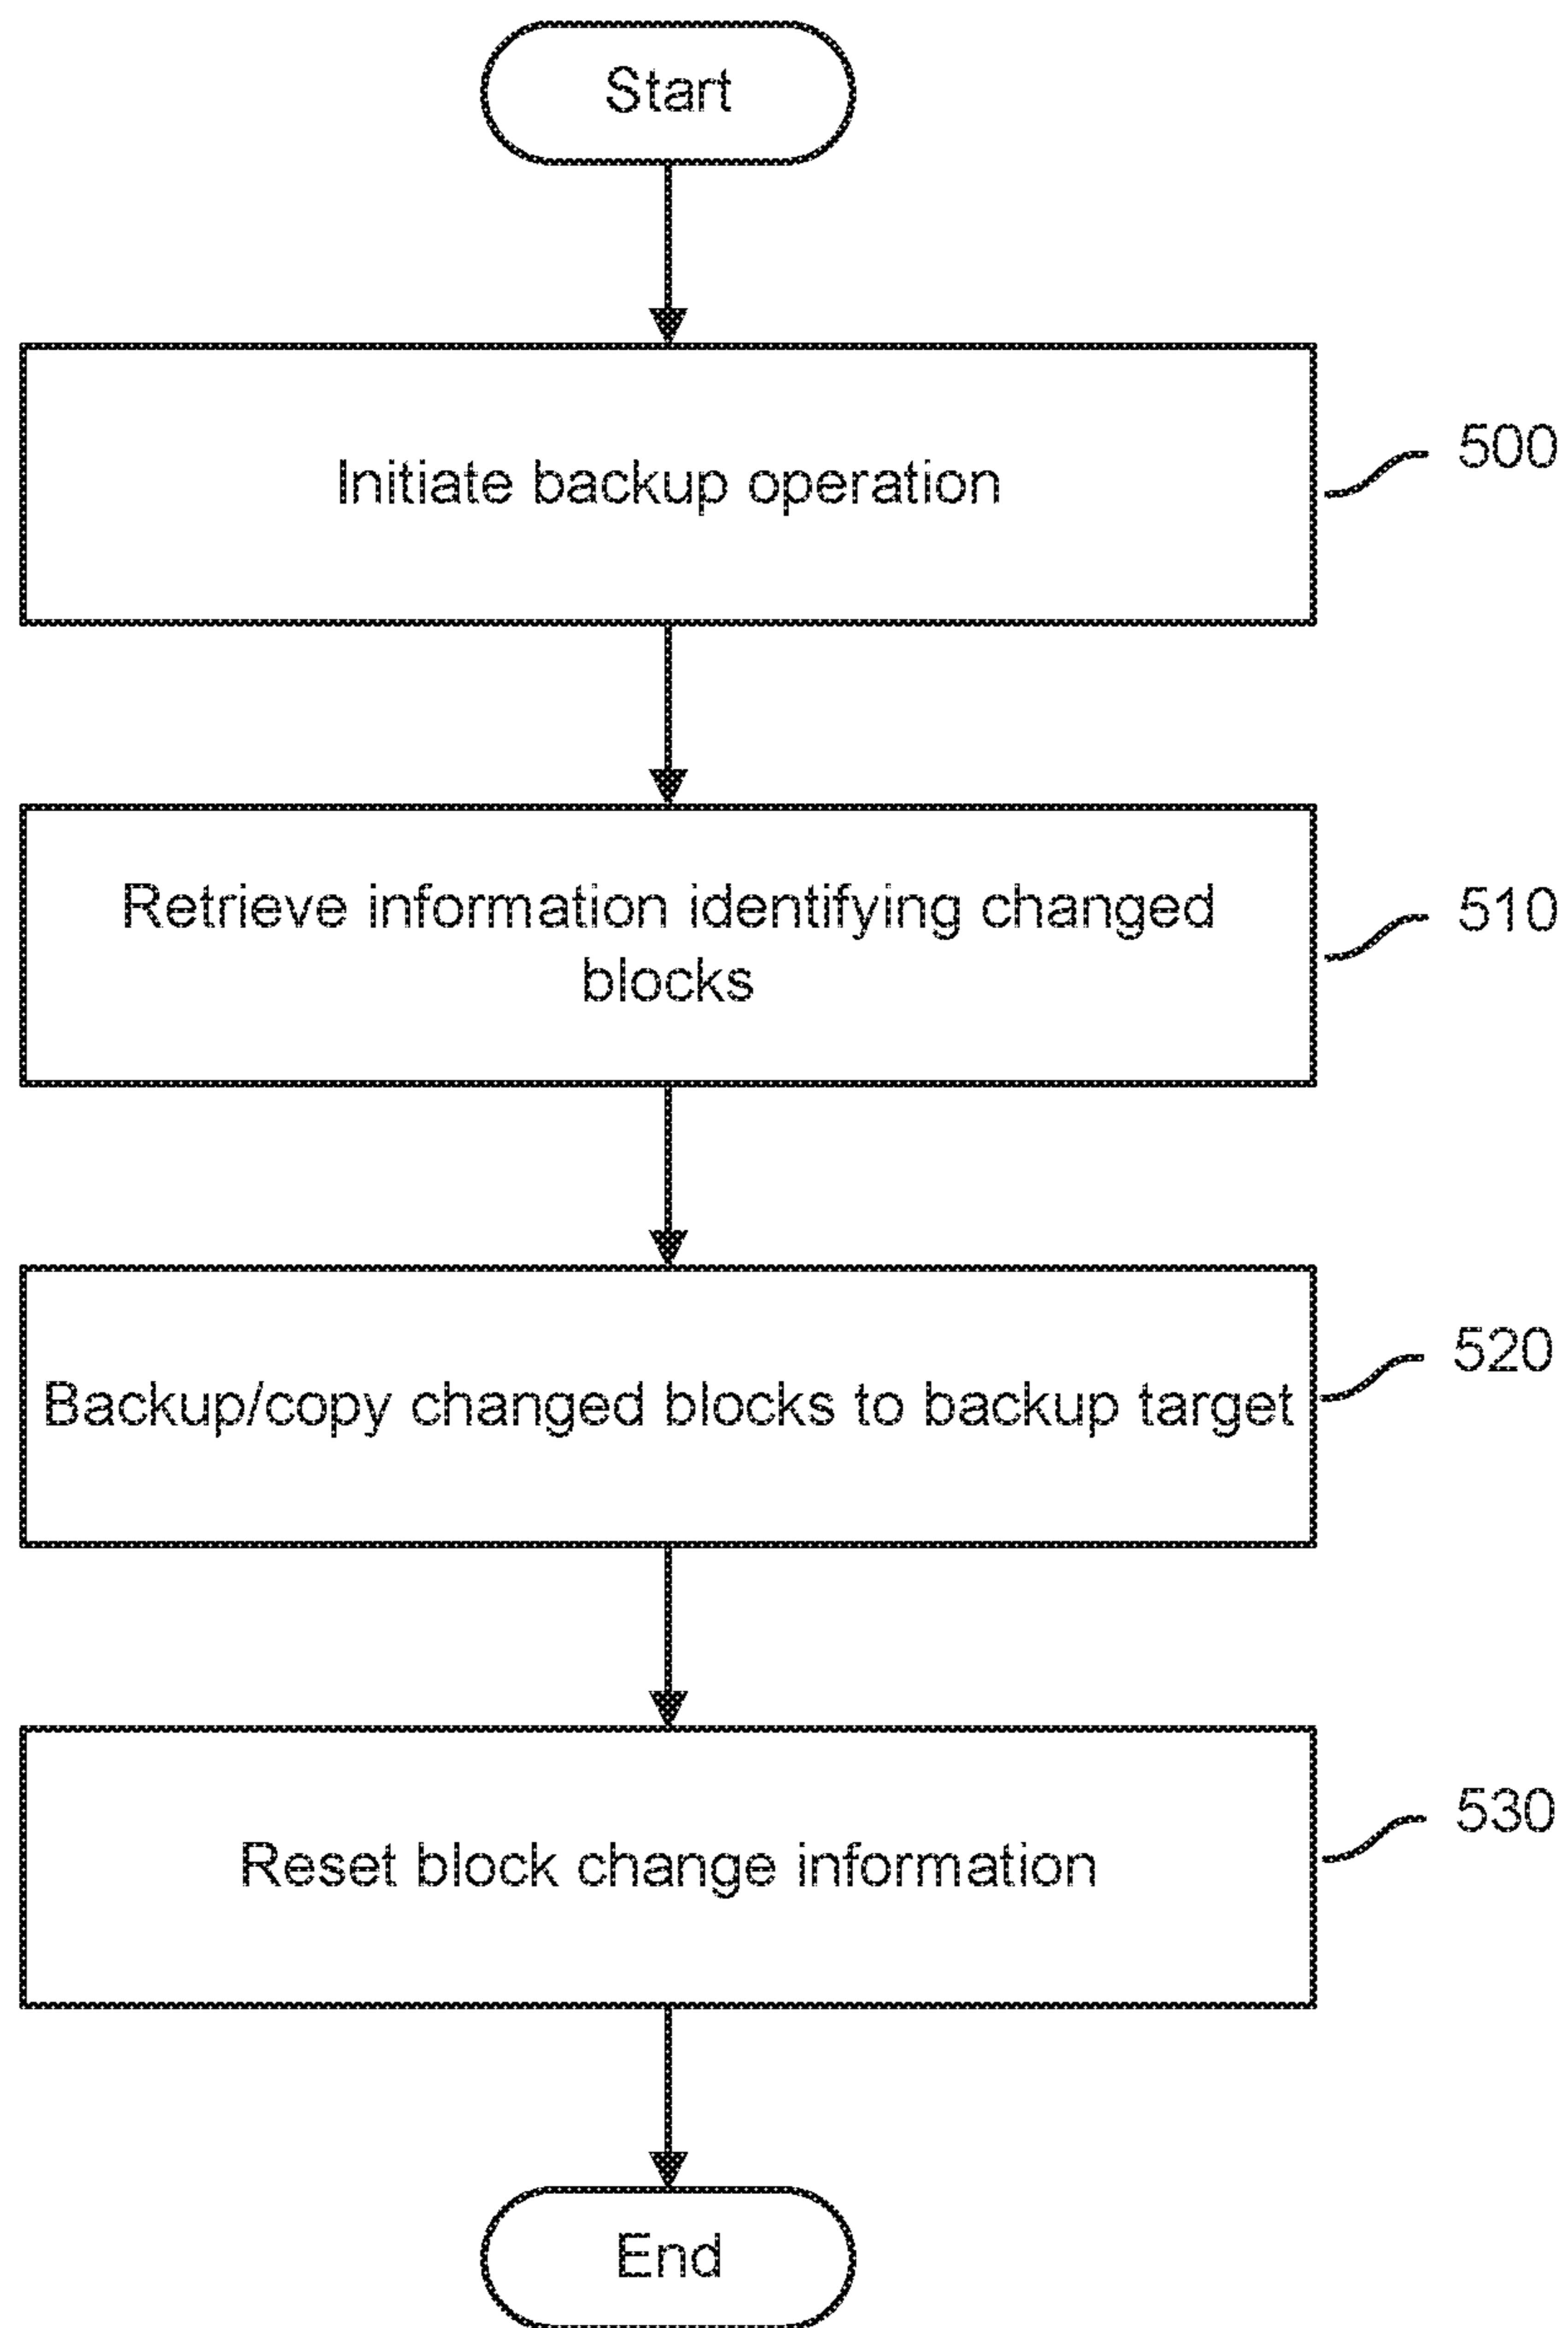 Start
Initiate backup operation
500
Retrieve information identifying changed
blocks
510
Backup/copy changed blocks to backup target
520
Reset block change information
530
End